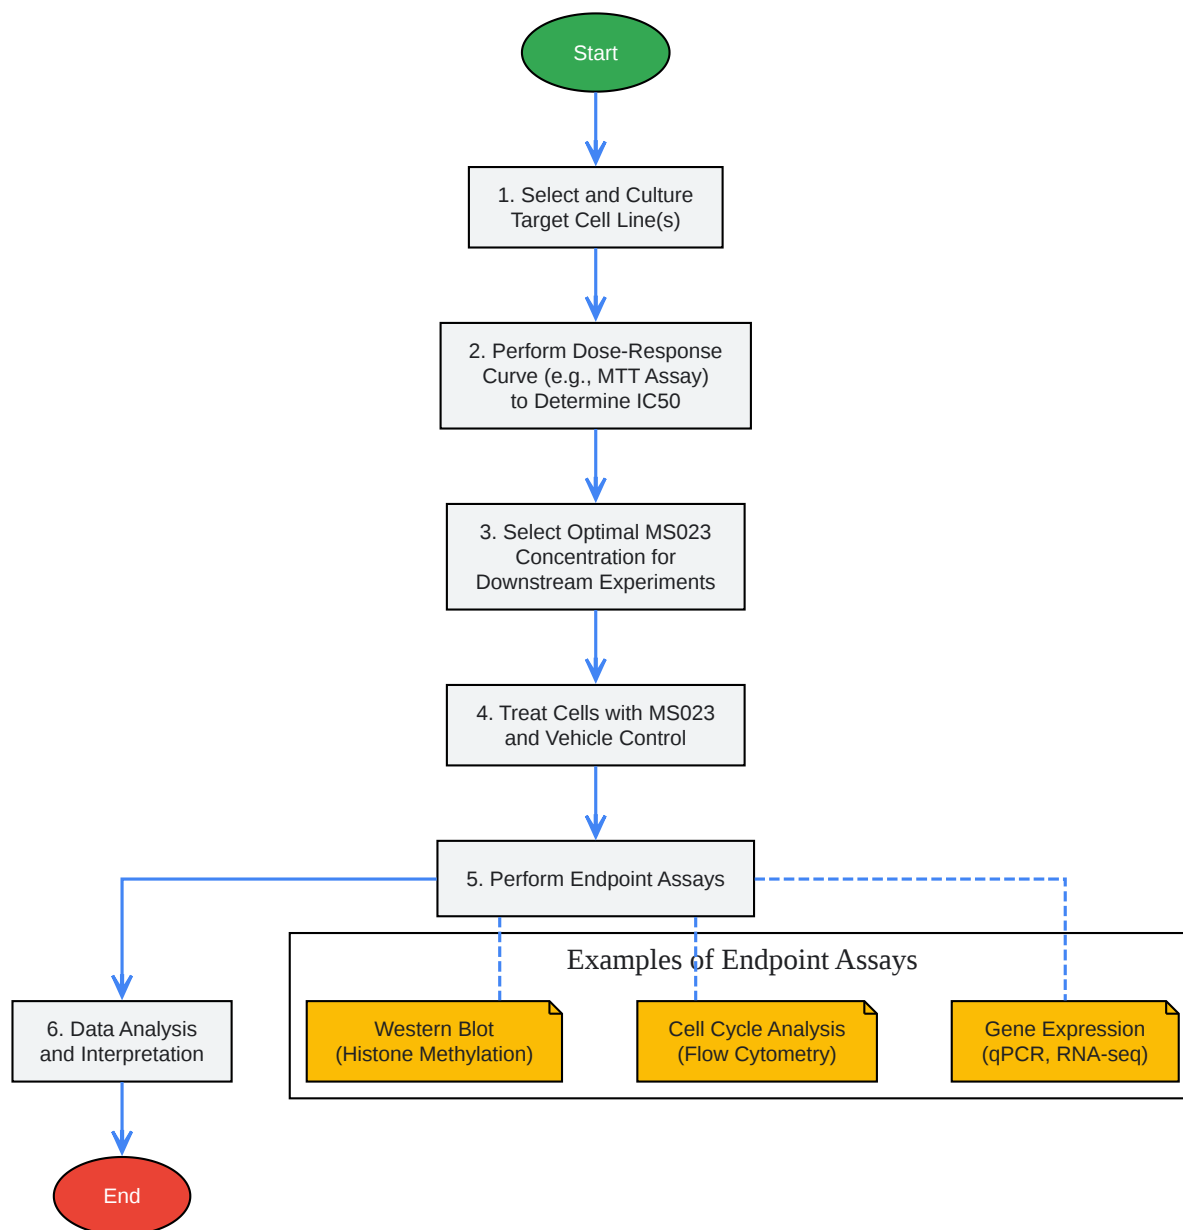 Start
1. Select and Culture
Target Cell Line(s)
2. Perform Dose-Response
Curve (e.g., MTT Assay)
to Determine IC50
3. Select Optimal MS023
Concentration for
Downstream Experiments
4. Treat Cells with MS023
and Vehicle Control
5. Perform Endpoint Assays
Examples of Endpoint Assays
6. Data Analysis
and Interpretation
Western Blot
(Histone Methylation)
Cell Cycle Analysis
(Flow Cytometry)
Gene Expression
(qPCR, RNA-seq)
End